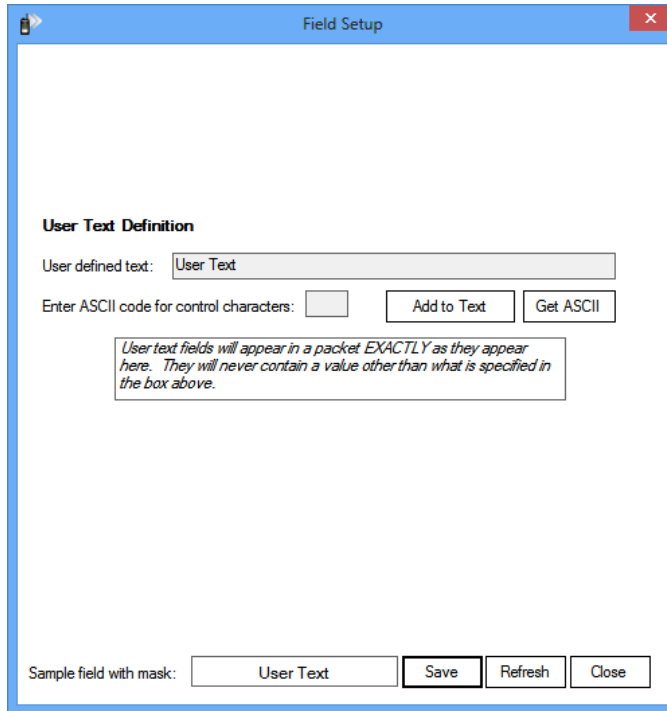 Field Setup
User Text Definition
User defined text: User Text
Enter ASCII code for control characters: Add to Text Get ASCII
User text fields will appear in a packet EXACTLY as they appear
here. They will never contain a value other than what is specified in
the box above.
Sample field with mask: User Text Save Refresh Close